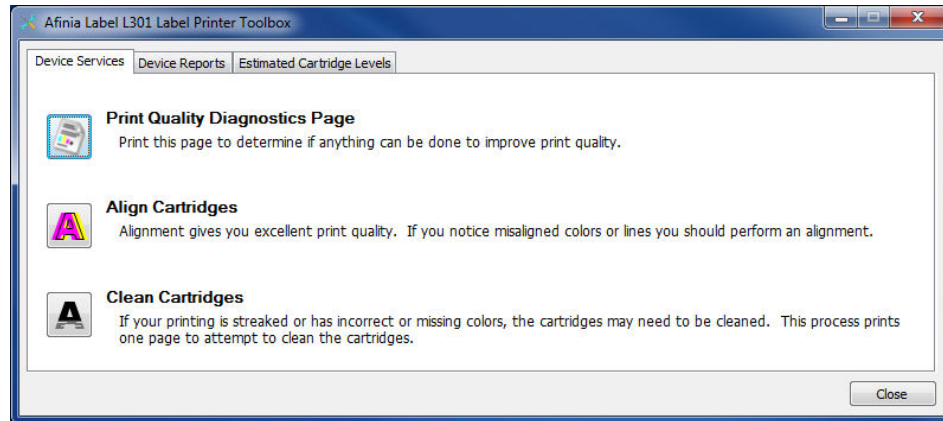 Afinia Label L301 Label Printer Toolbox
Device Services Device Reports Estimated Cartridge Levels
Print Quality Diagnostics Page
Print this page to determine if anything can be done to improve print quality.
Align Cartridges
Alignment gives you excellent print quality. If you notice misaligned colors or lines you should perform an alignment.
Clean Cartridges
If your printing is streaked or has incorrect or missing colors, the cartridges may need to be cleaned. This process prints
one page to attempt to clean the cartridges.
Close